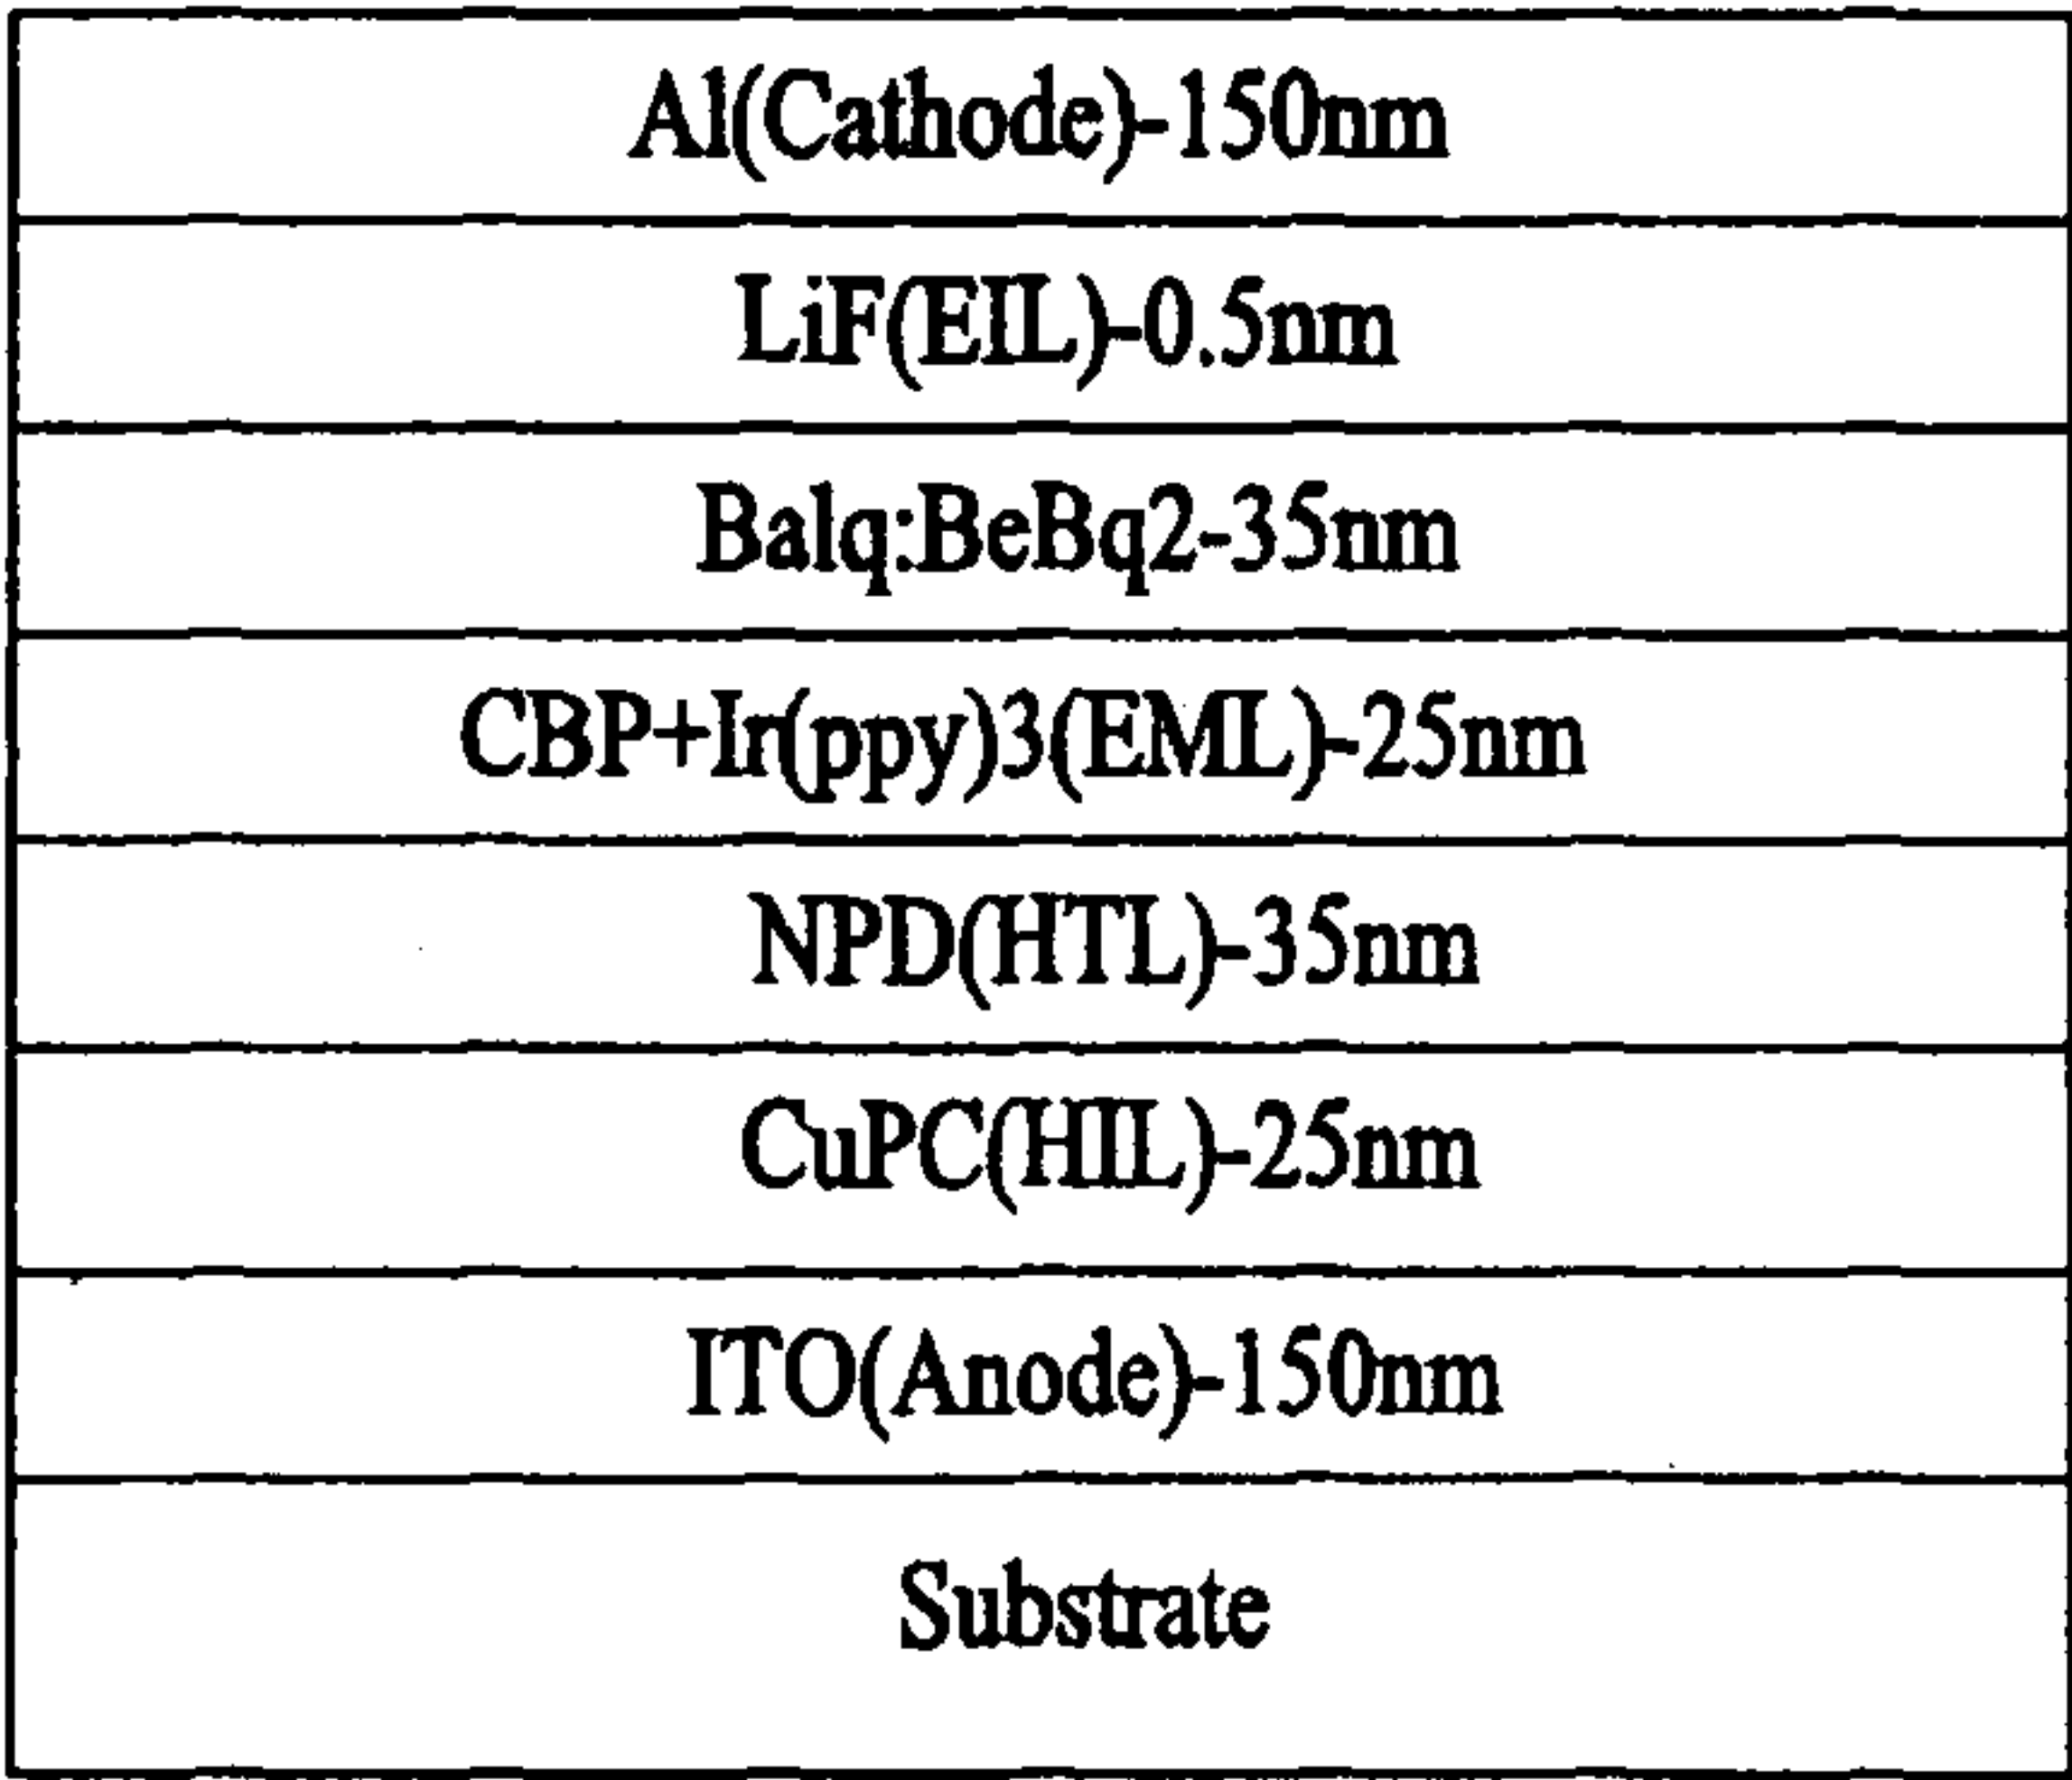 Al(Cathode)-150nm
LiF(EIL)-0.5nm
Balq:BeBq2-35nm
CBP+Ir(ppy)3(EML)-25nm
NPD(HTL)-35nm
CuPC(HIL)-25nm
ITO(Anode)-150nm
Substrate